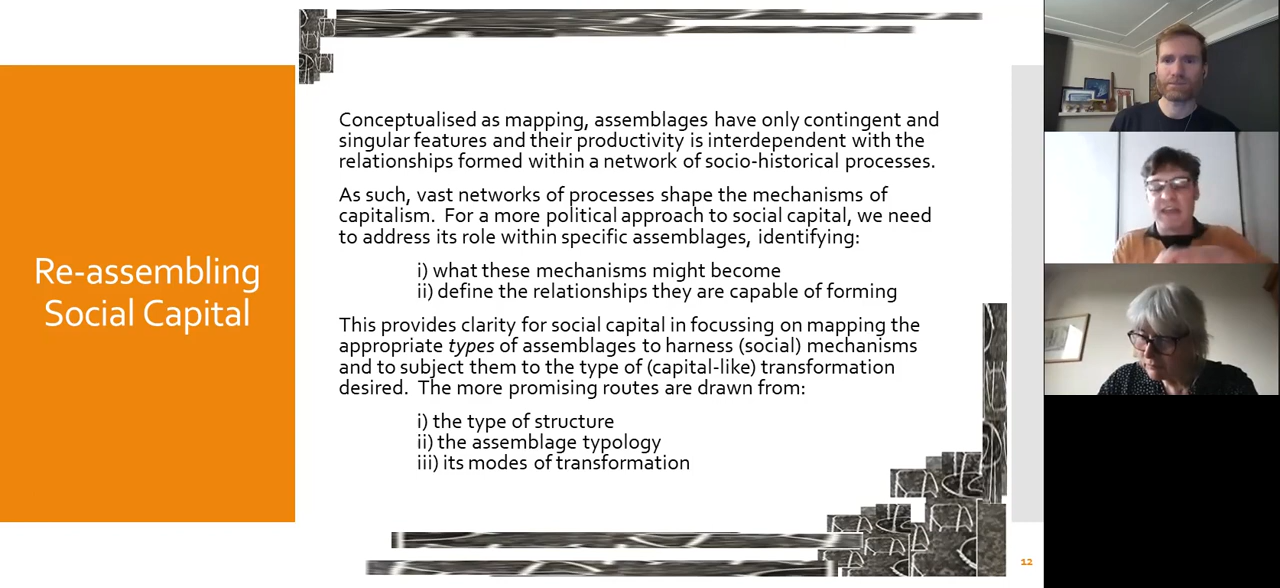 Re-assembling
Social Capital
Conceptualised as mapping, assemblages have only contingent and
singular features and their productivity is interdependent with the
relationships formed within a network of socio-historical processes.
As such, vast networks of processes shape the mechanisms of
capitalism. For a more political approach to social capital, we need
to address its role within specific assemblages, identifying:
i) what these mechanisms might become
ii) define the relationships they are capable of forming
This provides clarity for social capital in focussing on mapping the
appropriate types of assemblages to harness (social) mechanisms
and to subject them to the type of (capital-like) transformation
desired. The more promising routes are drawn from:
i) the type of structure
ii) the assemblage typology
iii) its modes of transformation
12